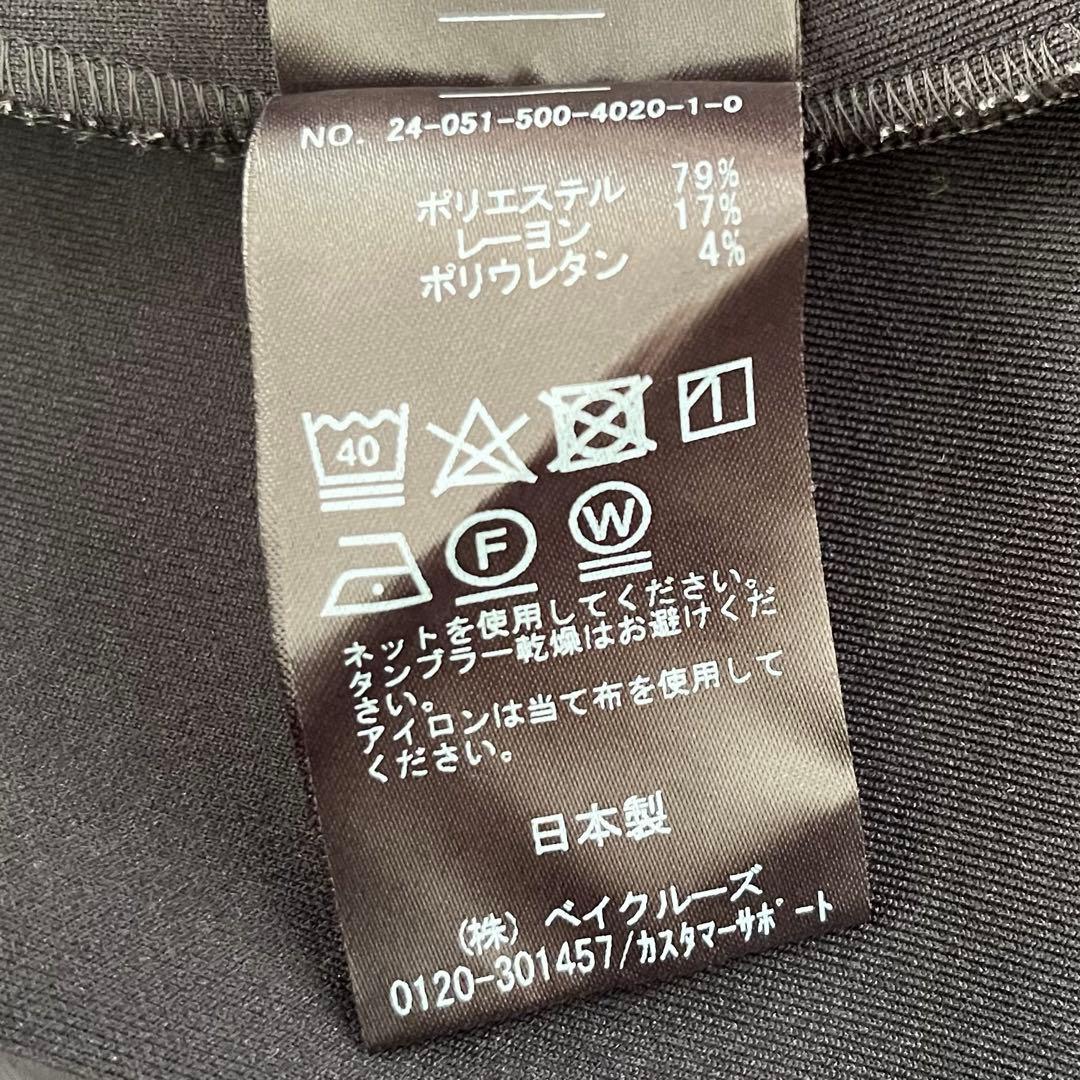 NO. 24-051-500-4020-1-0
ポリエステル 79%
レーヨン 17%
ポリウレタン 4%
40
F W
ネットを使用してください。
タンブラー乾燥はお避けくだ
さい。
アイロンは当て布を使用して
ください。
日本製
(株) ベイクルーズ
0120-301457/カスタマーサポート